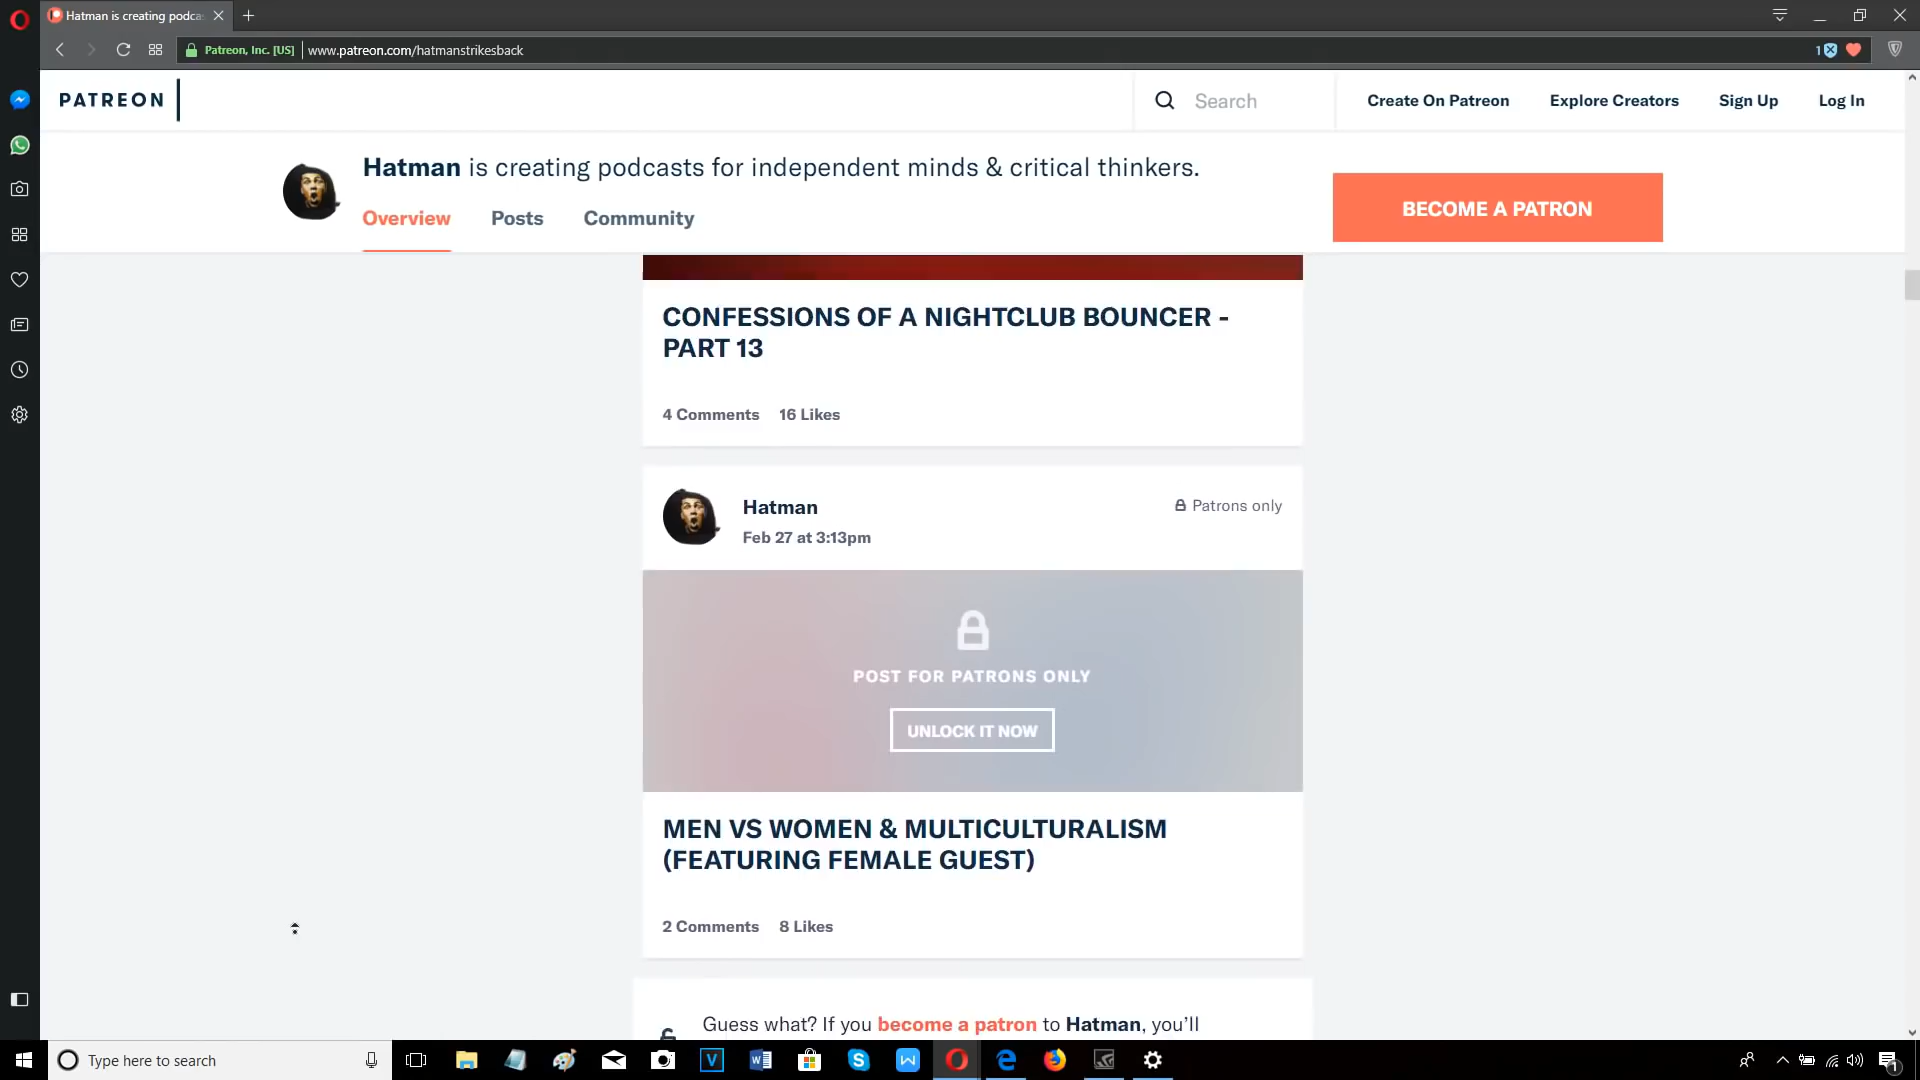 Hatman is creating podca
Patreon, Inc. [US]
www.patreon.com/hatmanstrikesback
1
PATREON
Search
Create On Patreon
Explore Creators
Sign Up
Log In
Hatman is creating podcasts for independent minds & critical thinkers.
Overview
Posts
Community
BECOME A PATRON
CONFESSIONS OF A NIGHTCLUB BOUNCER -
PART 13
4 Comments 16 Likes
Hatman
Patrons only
Feb 27 at 3:13pm
POST FOR PATRONS ONLY
UNLOCK IT NOW
MEN VS WOMEN & MULTICULTURALISM
(FEATURING FEMALE GUEST)
2 Comments 8 Likes
Guess what? If you become a patron to Hatman, you'll
Type here to search
V
W
S
W
1